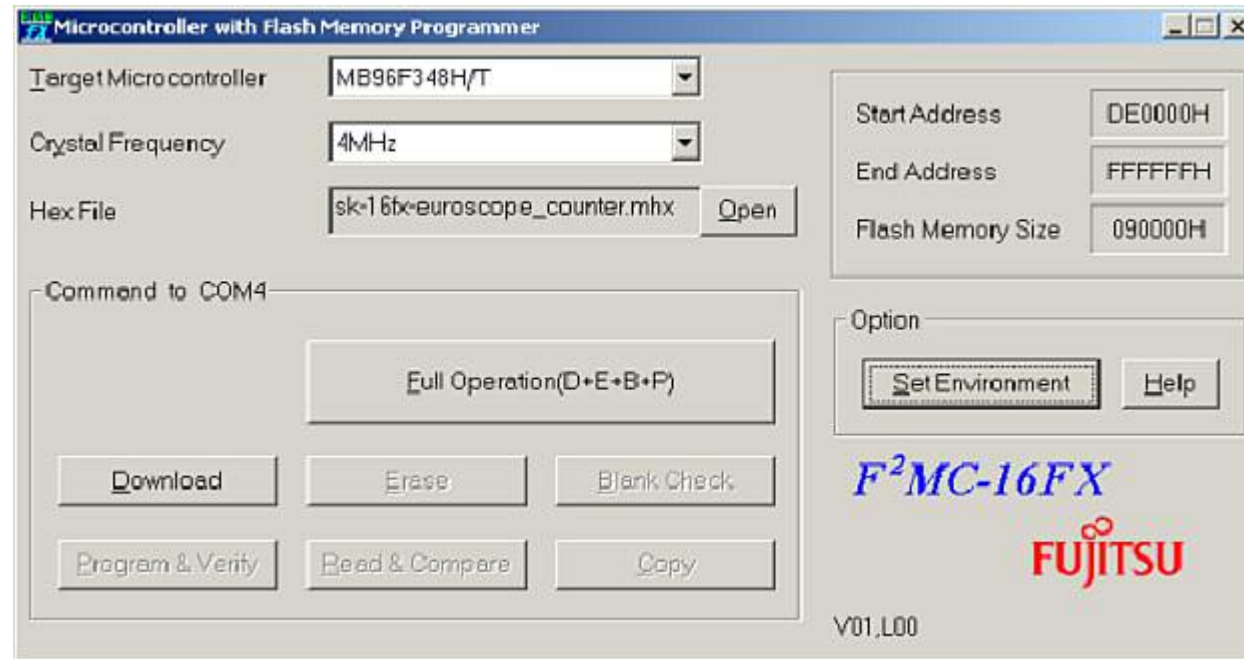 Microcontroller with Flash Memory Programmer
Target Microcontroller
MB96F348H/T
Crystal Frequency
4MHz
Hex File
sk-16fx-euroscope_counter.mhx
Open
Start Address
DE0000H
End Address
FFFFFFH
Flash Memory Size
090000H
Command to COM4
Full Operation(D+E+B+P)
Download
Erase
Blank Check
Program & Verify
Read & Compare
Copy
Option
Set Environment
Help
F²MC-16FX
FUJITSU
V01,L00